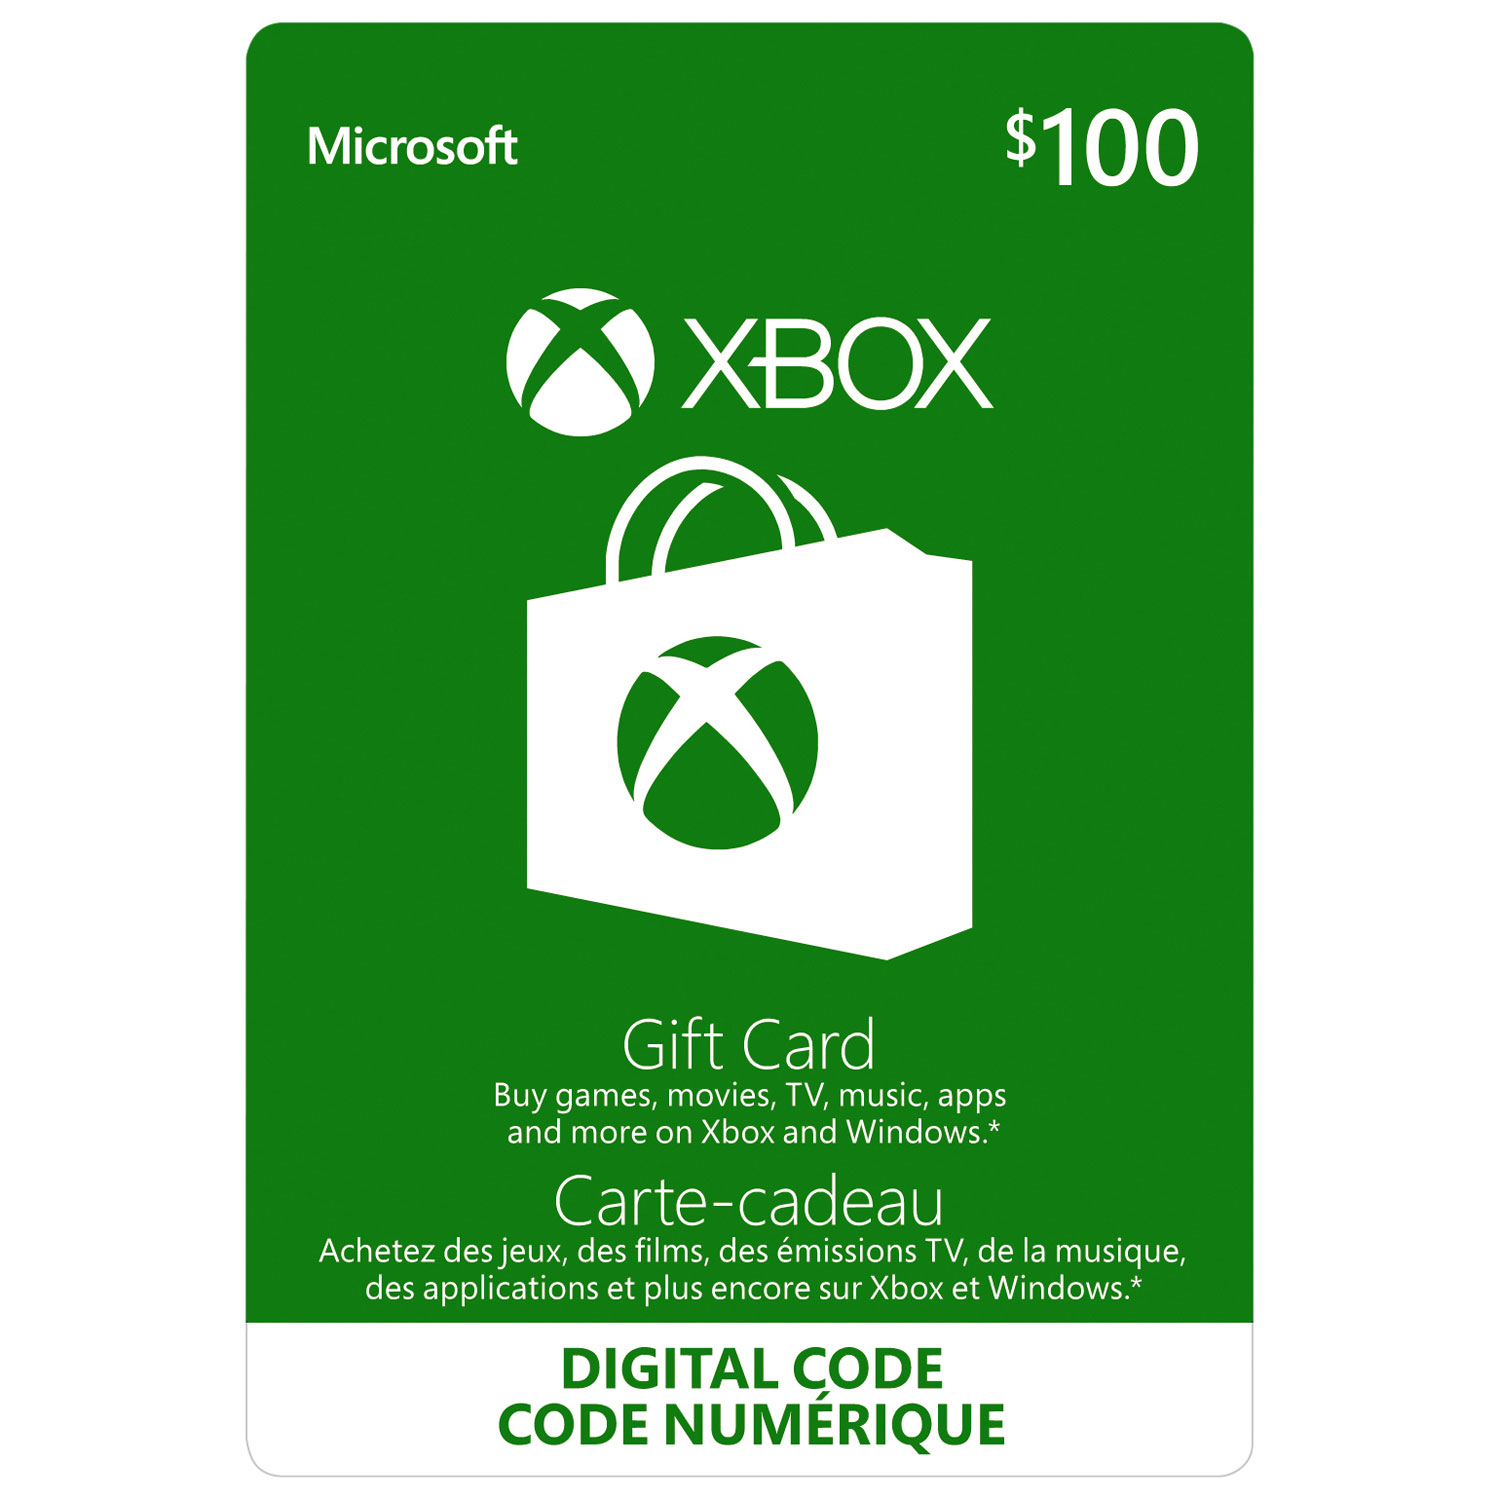 Microsoft
$100
XBOX
Gift Card
Buy games, movies, TV, music, apps
and more on Xbox and Windows.*
Carte-cadeau
Achetez des jeux, des films, des émissions TV, de la musique,
des applications et plus encore sur Xbox et Windows.*
DIGITAL CODE
CODE NUMÉRIQUE